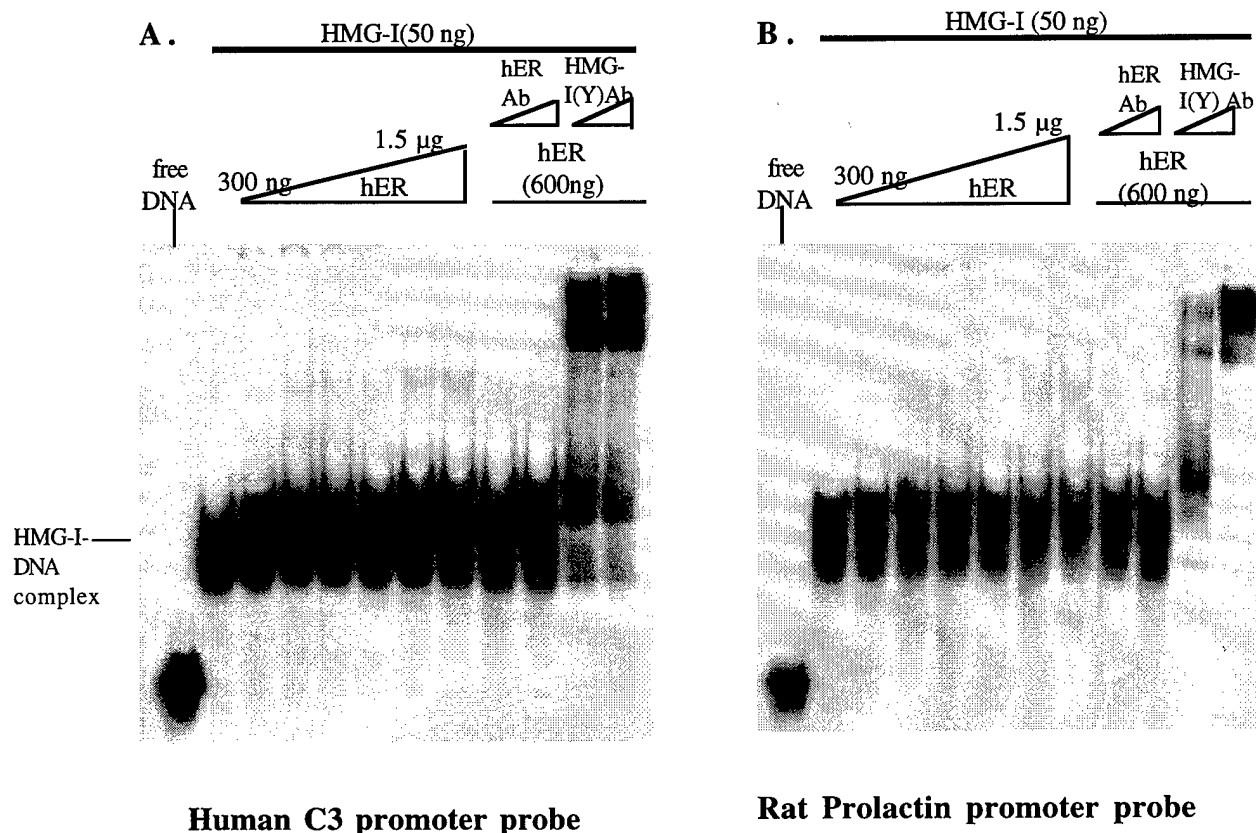 A.
HMG-I(50 ng)
hER
Ab
HMG-
I(Y)Ab
1.5 µg
300 ng
hER
hER
(600ng)
free
DNA
HMG-I-
DNA
complex
Human C3 promoter probe
B.
HMG-I (50 ng)
hER
Ab
HMG-
I(Y) Ab
1.5 µg
300 ng
hER
hER
(600 ng)
free
DNA
Rat Prolactin promoter probe